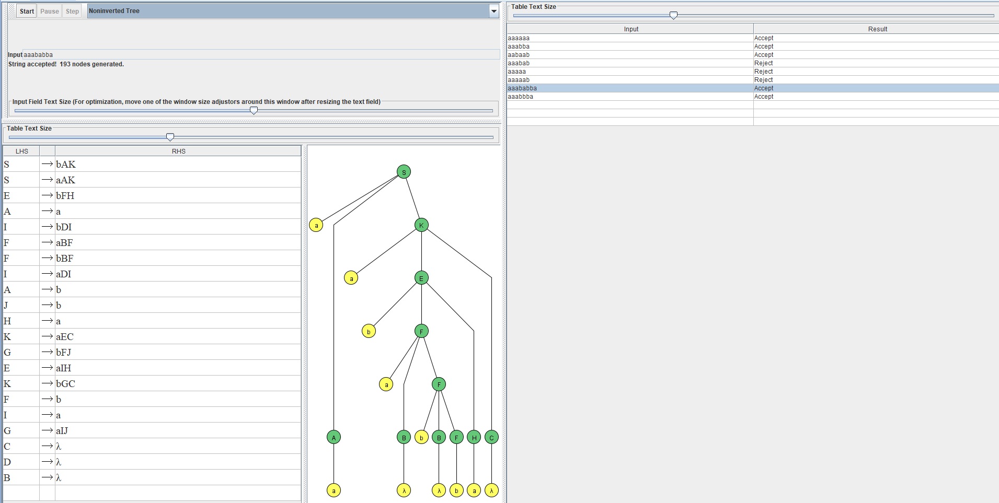 Start Pause Step Noninverted Tree
Input aaababba
String accepted! 193 nodes generated.
Input Field Text Size (For optimization, move one of the window size adjustors around this window after resizing the text field)
Table Text Size
LHS RHS
S → bAK
S → aAK
E → bFH
A → a
I → bDI
F → aBF
F → bBF
I → aDI
A → b
J → b
H → a
K → aEC
G → bFJ
E → aIH
K → bGC
F → b
I → a
G → aIJ
C → λ
D → λ
B → λ
S
a K
a E
b F
a F
A B b B F H C
a λ λ b a λ
Table Text Size
Input Result
aaaaaa Accept
aaabba Accept
aabaab Accept
aaabab Reject
aaaaa Reject
aaaaab Reject
aaababba Accept
aaabbba Accept